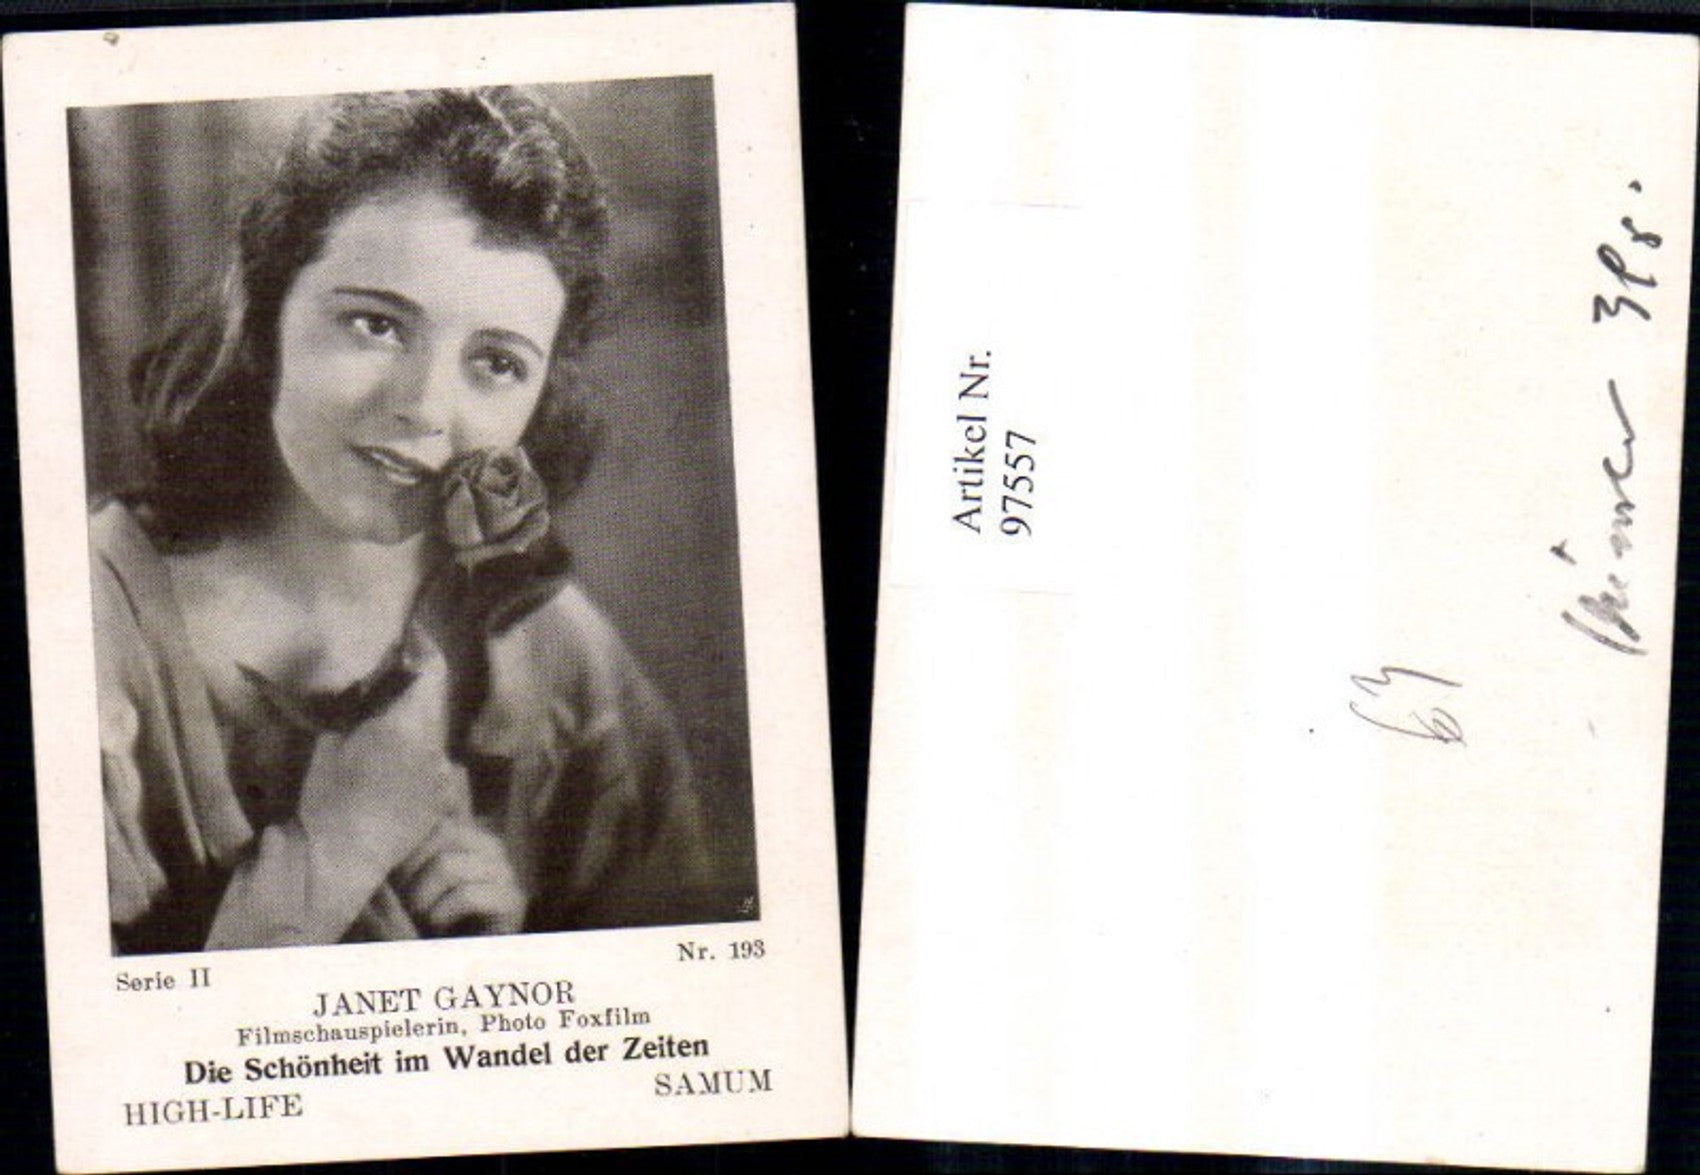 Serie II
Nr. 193
JANET GAYNOR
Filmschauspielerin, Photo Foxfilm
Die Schönheit im Wandel der Zeiten
HIGH-LIFE
SAMUM
Artikel Nr.
97557